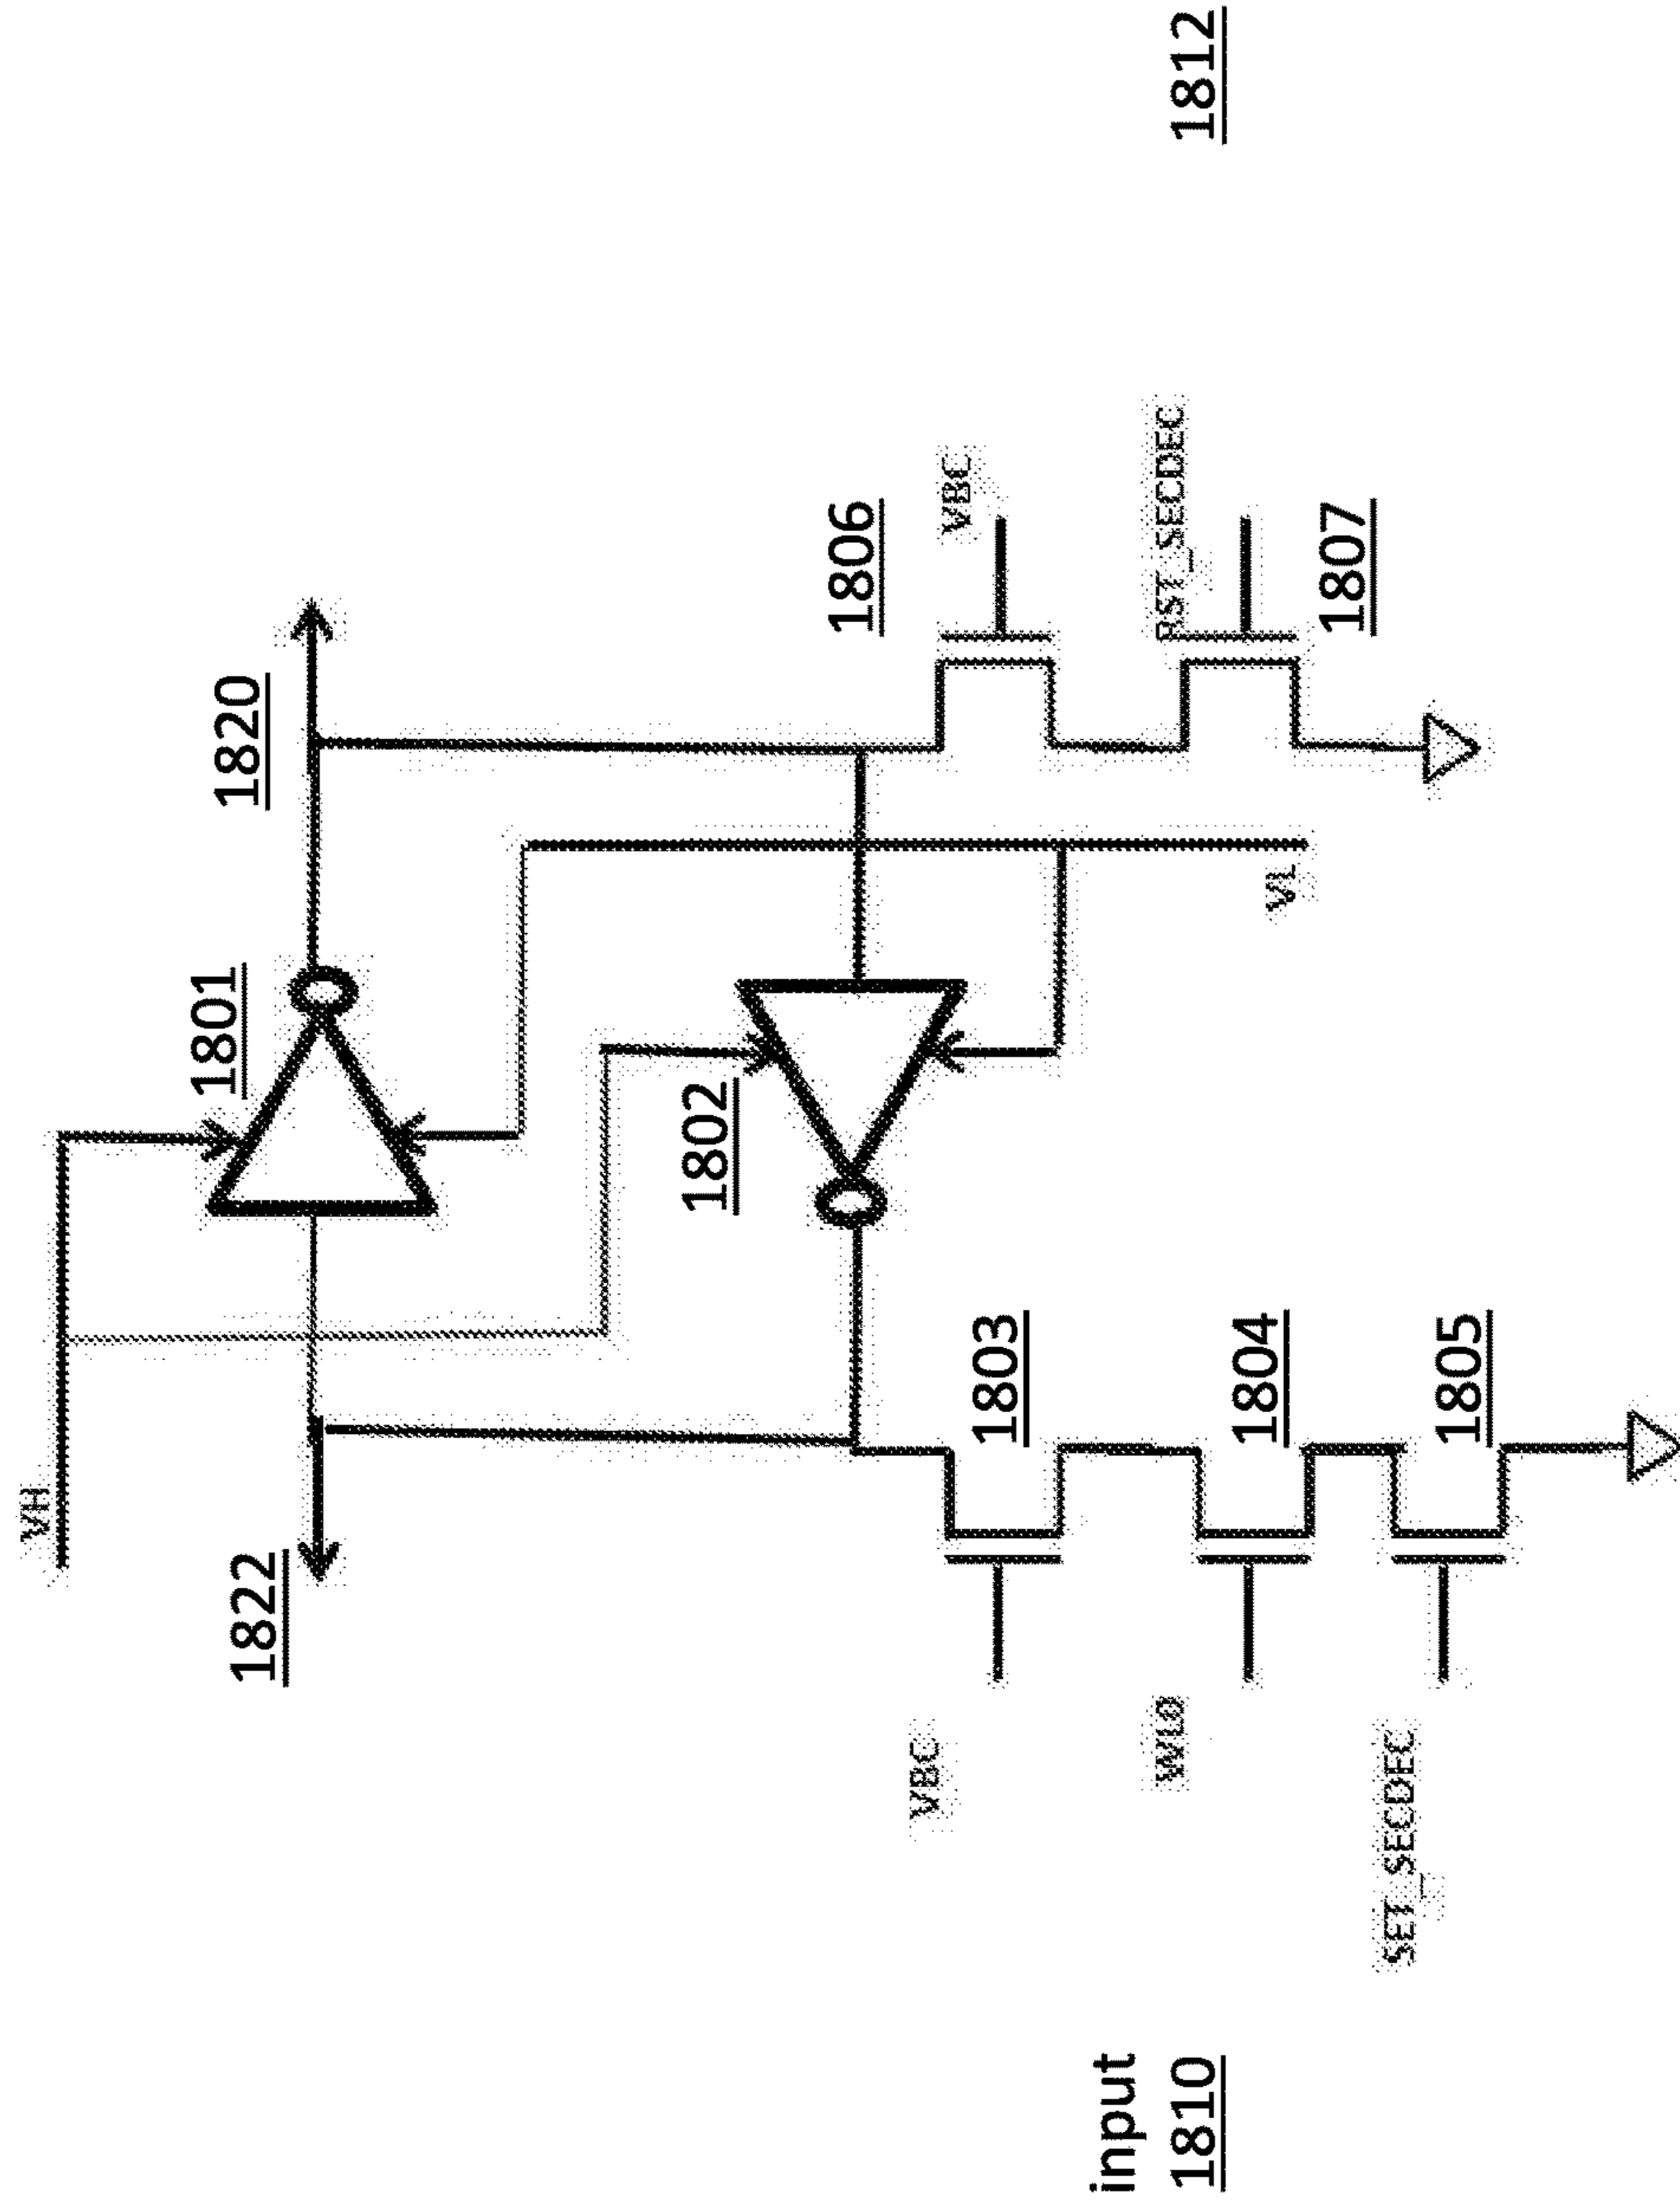 VH
1801
1820
1822
1802
1806
VBC
VBC
1803
input
1810
WL0
RST_SECDEC
1812
1804
VL
1807
SET_SECDEC
1805